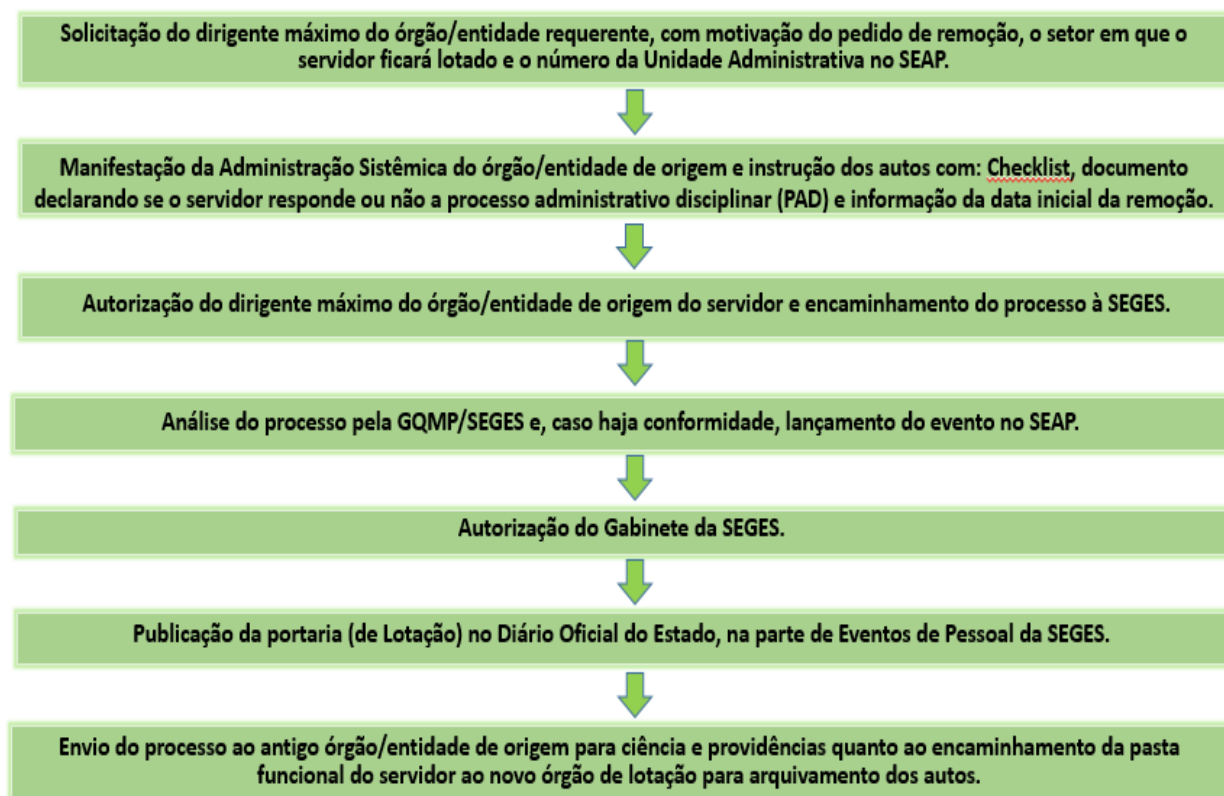 Solicitação do dirigente máximo do órgão/entidade requerente, com motivação do pedido de remoção, o setor em que o
servidor ficará lotado e o número da Unidade Administrativa no SEAP.
Manifestação da Administração Sistêmica do órgão/entidade de origem e instrução dos autos com: Checklist, documento
declarando se o servidor responde ou não a processo administrativo disciplinar (PAD) e informação da data inicial da remoção.
Autorização do dirigente máximo do órgão/entidade de origem do servidor e encaminhamento do processo à SEGES.
Análise do processo pela GQMP/SEGES e, caso haja conformidade, lançamento do evento no SEAP.
Autorização do Gabinete da SEGES.
Publicação da portaria (de Lotação) no Diário Oficial do Estado, na parte de Eventos de Pessoal da SEGES.
Envio do processo ao antigo órgão/entidade de origem para ciência e providências quanto ao encaminhamento da pasta
funcional do servidor ao novo órgão de lotação para arquivamento dos autos.